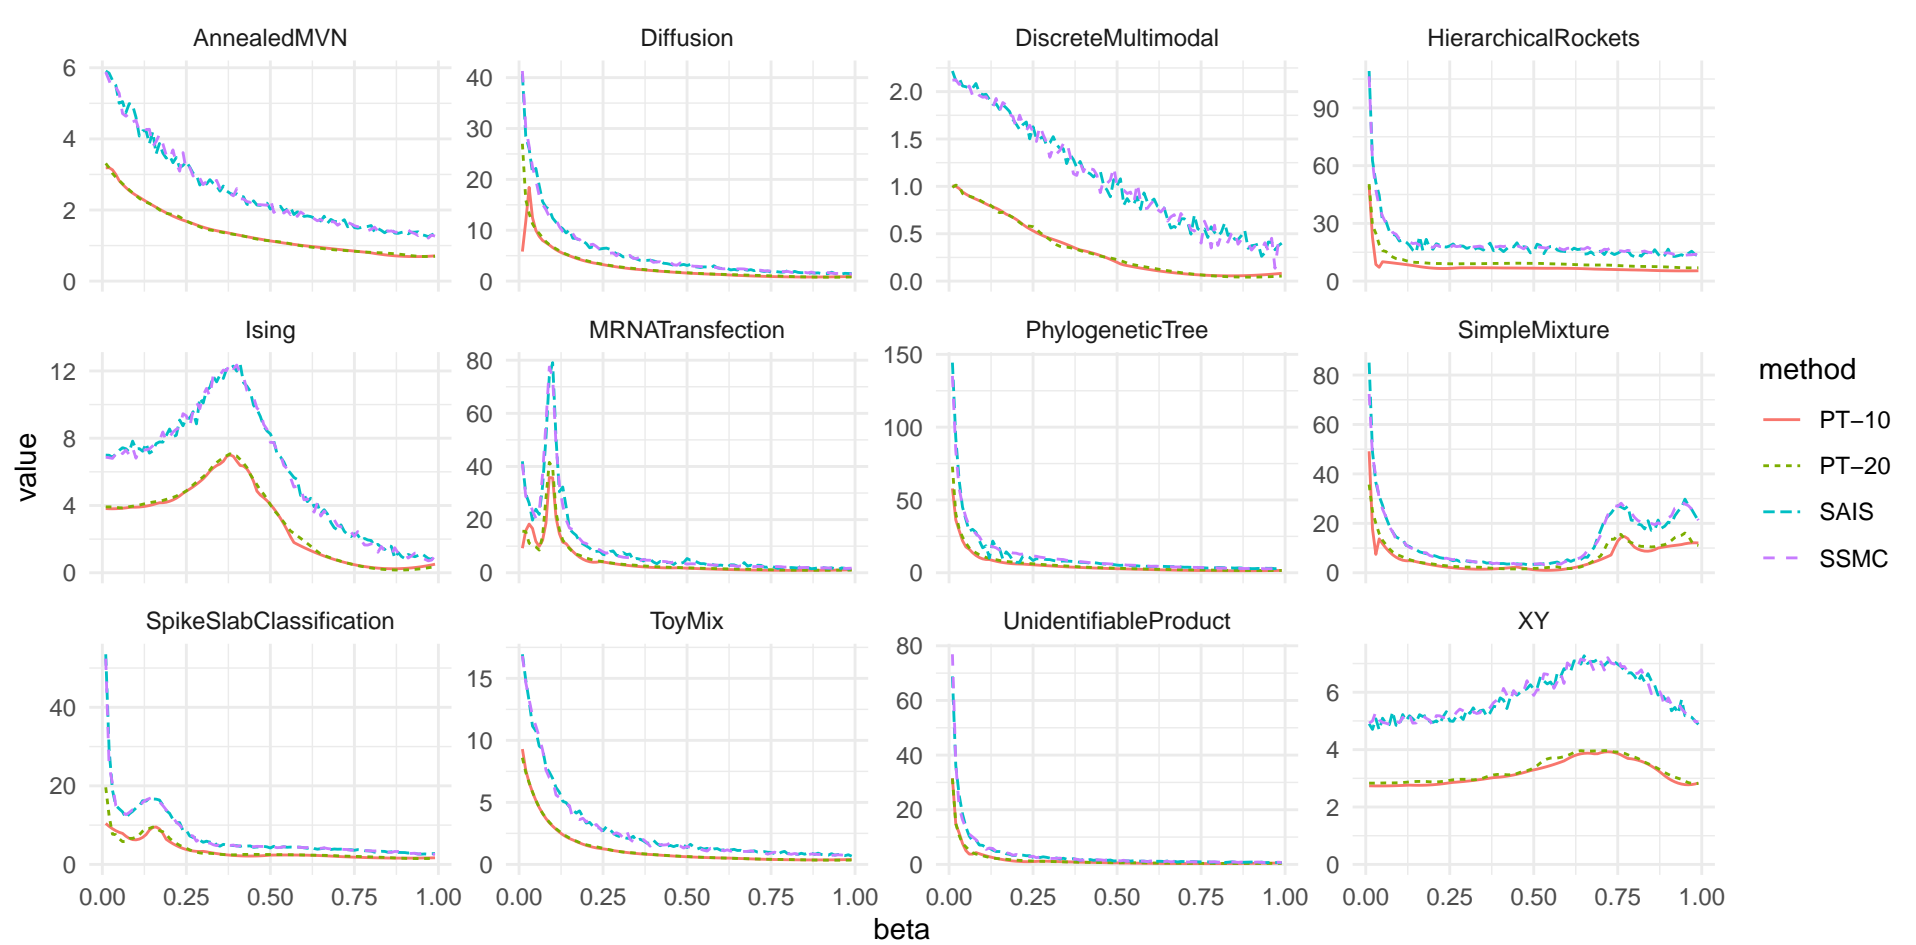 AnnealedMVN Diffusion DiscreteMultimodal HierarchicalRockets
6 4 2 0
40 30 20 10 0
2.0 1.5 1.0 0.5 0.0
90 60 30 0
Ising MRNATransfection PhylogeneticTree SimpleMixture
12 8 4 0
80 60 40 20 0
150 100 50 0
80 60 40 20 0
SpikeSlabClassification ToyMix UnidentifiableProduct XY
40 20 0
15 10 5 0
80 60 40 20 0
6 4 2 0
0.00 0.25 0.50 0.75 1.00 0.00 0.25 0.50 0.75 1.00 0.00 0.25 0.50 0.75 1.00 0.00 0.25 0.50 0.75 1.00
beta
value
method
PT−10
PT−20
SAIS
SSMC